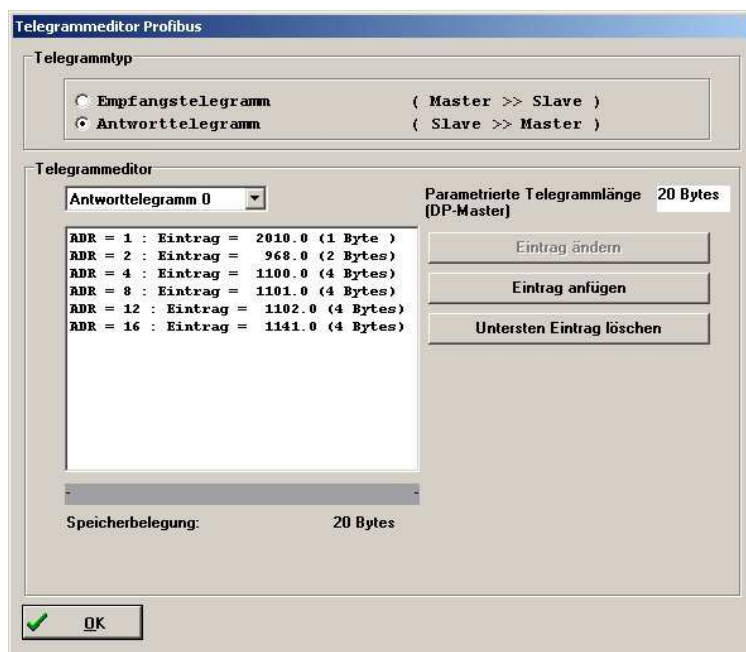 Telegrammeditor Profibus
Telegrammtyp
Empfangstelegramm ( Master >> Slave )
Antworttelegramm ( Slave >> Master )
Telegrammeditor
Antworttelegramm 0
Parametrierte Telegrammlänge 20 Bytes
(DP-Master)
ADR = 1 : Eintrag = 2010.0 (1 Byte )
ADR = 2 : Eintrag = 968.0 (2 Bytes)
ADR = 4 : Eintrag = 1100.0 (4 Bytes)
ADR = 8 : Eintrag = 1101.0 (4 Bytes)
ADR = 12 : Eintrag = 1102.0 (4 Bytes)
ADR = 16 : Eintrag = 1141.0 (4 Bytes)
Eintrag ändern
Eintrag anfügen
Untersten Eintrag löschen
- -
Speicherbelegung: 20 Bytes
OK